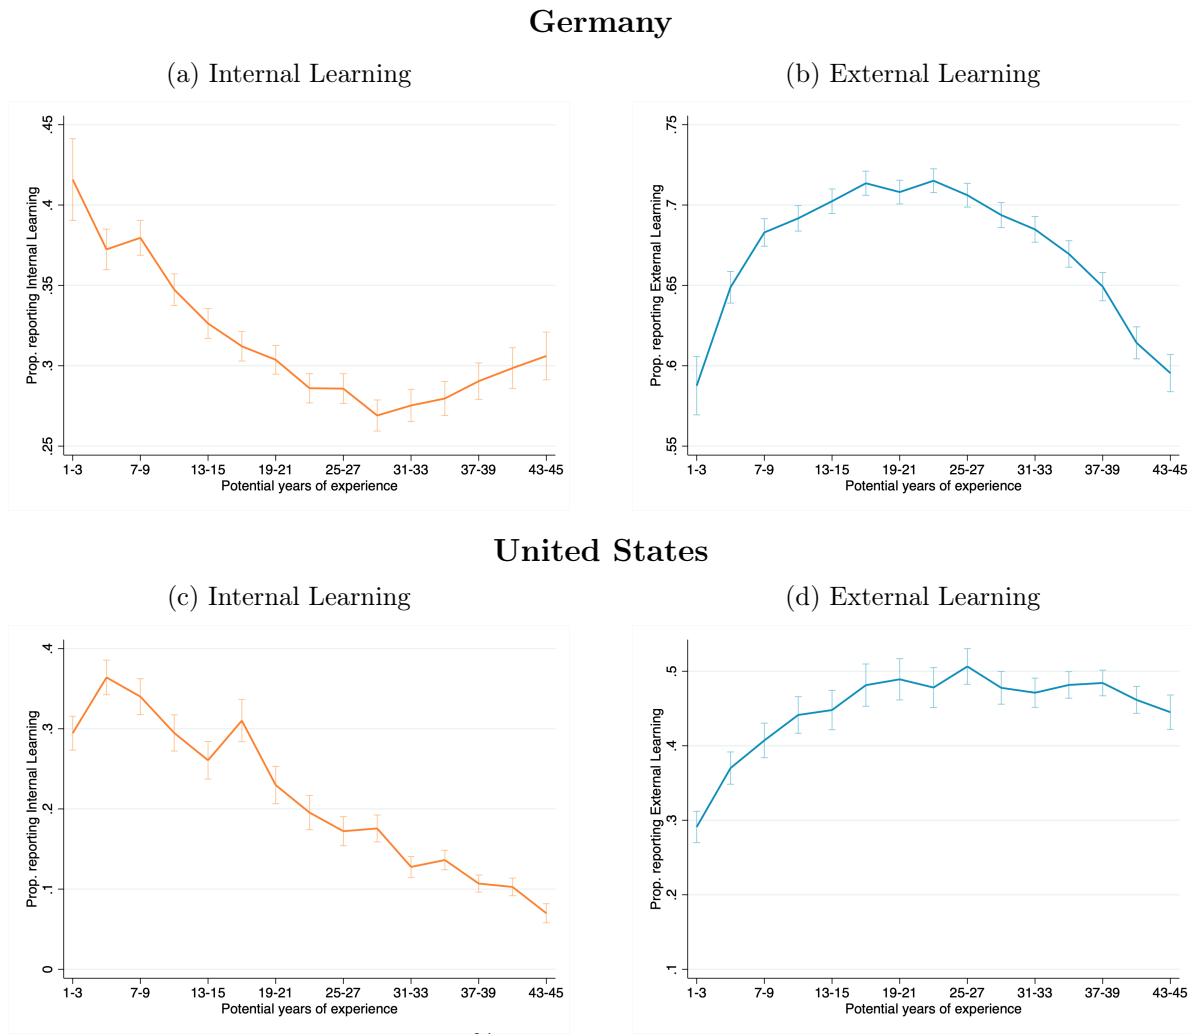 Germany
(a) Internal Learning
(b) External Learning
Prop. reporting Internal Learning
.45
.4
.35
.3
.25
1-3 7-9 13-15 19-21 25-27 31-33 37-39 43-45
Potential years of experience
Prop. reporting External Learning
.75
.7
.65
.6
.55
1-3 7-9 13-15 19-21 25-27 31-33 37-39 43-45
Potential years of experience
United States
(c) Internal Learning
(d) External Learning
Prop. reporting Internal Learning
.4
.3
.2
.1
0
1-3 7-9 13-15 19-21 25-27 31-33 37-39 43-45
Potential years of experience
Prop. reporting External Learning
.5
.4
.3
.2
.1
1-3 7-9 13-15 19-21 25-27 31-33 37-39 43-45
Potential years of experience